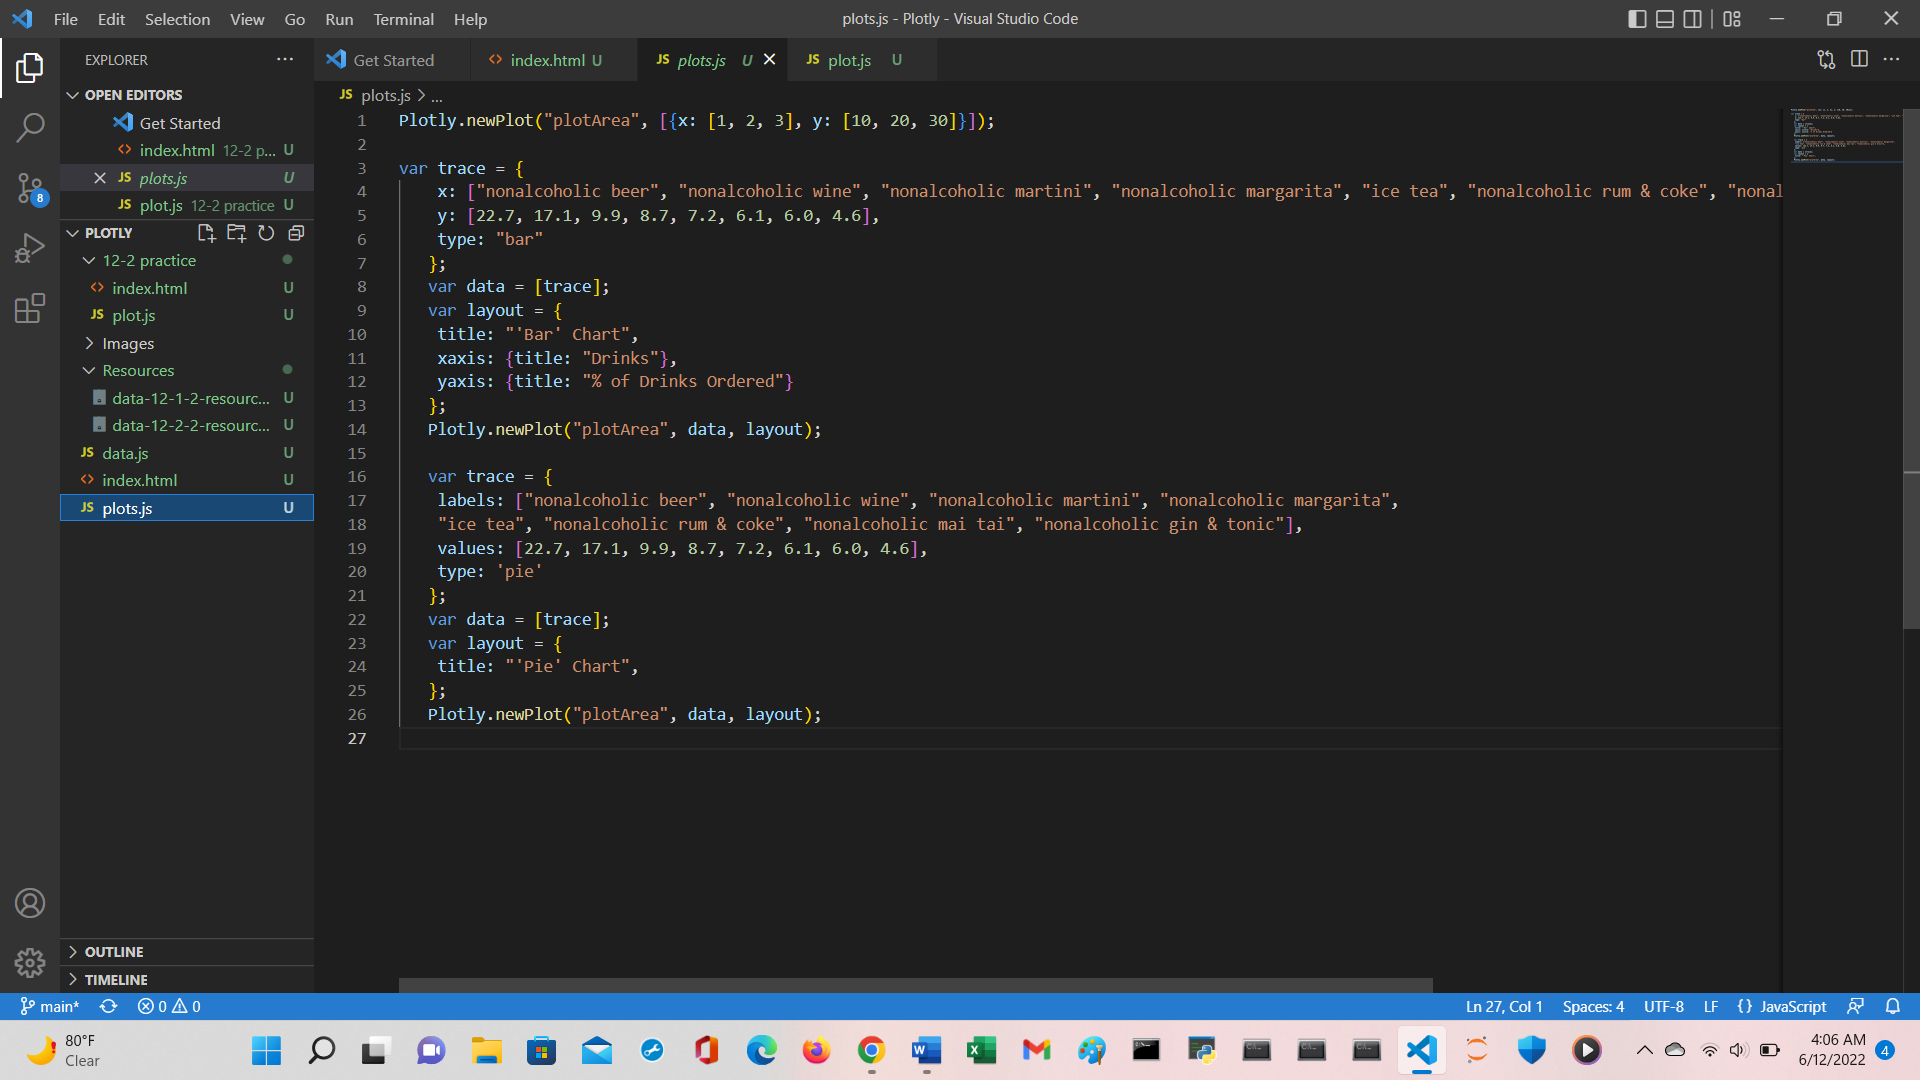 File Edit Selection View Go Run Terminal Help
plots.js - Plotly - Visual Studio Code
EXPLORER
Get Started
index.html U
JS plots.js U
JS plot.js U
OPEN EDITORS
Get Started
index.html 12-2 p... U
JS plots.js U
JS plot.js 12-2 practice U
PLOTLY
12-2 practice
index.html U
JS plot.js U
Images
Resources
data-12-1-2-resourc... U
data-12-2-2-resourc... U
JS data.js U
index.html U
JS plots.js U
OUTLINE
TIMELINE
8
JS plots.js > ...
1 Plotly.newPlot("plotArea", [{x: [1, 2, 3], y: [10, 20, 30]}]);
2
3 var trace = {
4 x: ["nonalcoholic beer", "nonalcoholic wine", "nonalcoholic martini", "nonalcoholic margarita", "ice tea", "nonalcoholic rum & coke", "nonal
5 y: [22.7, 17.1, 9.9, 8.7, 7.2, 6.1, 6.0, 4.6],
6 type: "bar"
7 };
8 var data = [trace];
9 var layout = {
10 title: "'Bar' Chart",
11 xaxis: {title: "Drinks"},
12 yaxis: {title: "% of Drinks Ordered"}
13 };
14 Plotly.newPlot("plotArea", data, layout);
15
16 var trace = {
17 labels: ["nonalcoholic beer", "nonalcoholic wine", "nonalcoholic martini", "nonalcoholic margarita",
18 "ice tea", "nonalcoholic rum & coke", "nonalcoholic mai tai", "nonalcoholic gin & tonic"],
19 values: [22.7, 17.1, 9.9, 8.7, 7.2, 6.1, 6.0, 4.6],
20 type: 'pie'
21 };
22 var data = [trace];
23 var layout = {
24 title: "'Pie' Chart",
25 };
26 Plotly.newPlot("plotArea", data, layout);
27
main* 0 0
Ln 27, Col 1 Spaces: 4 UTF-8 LF {} JavaScript
80°F
Clear
4:06 AM
6/12/2022
4